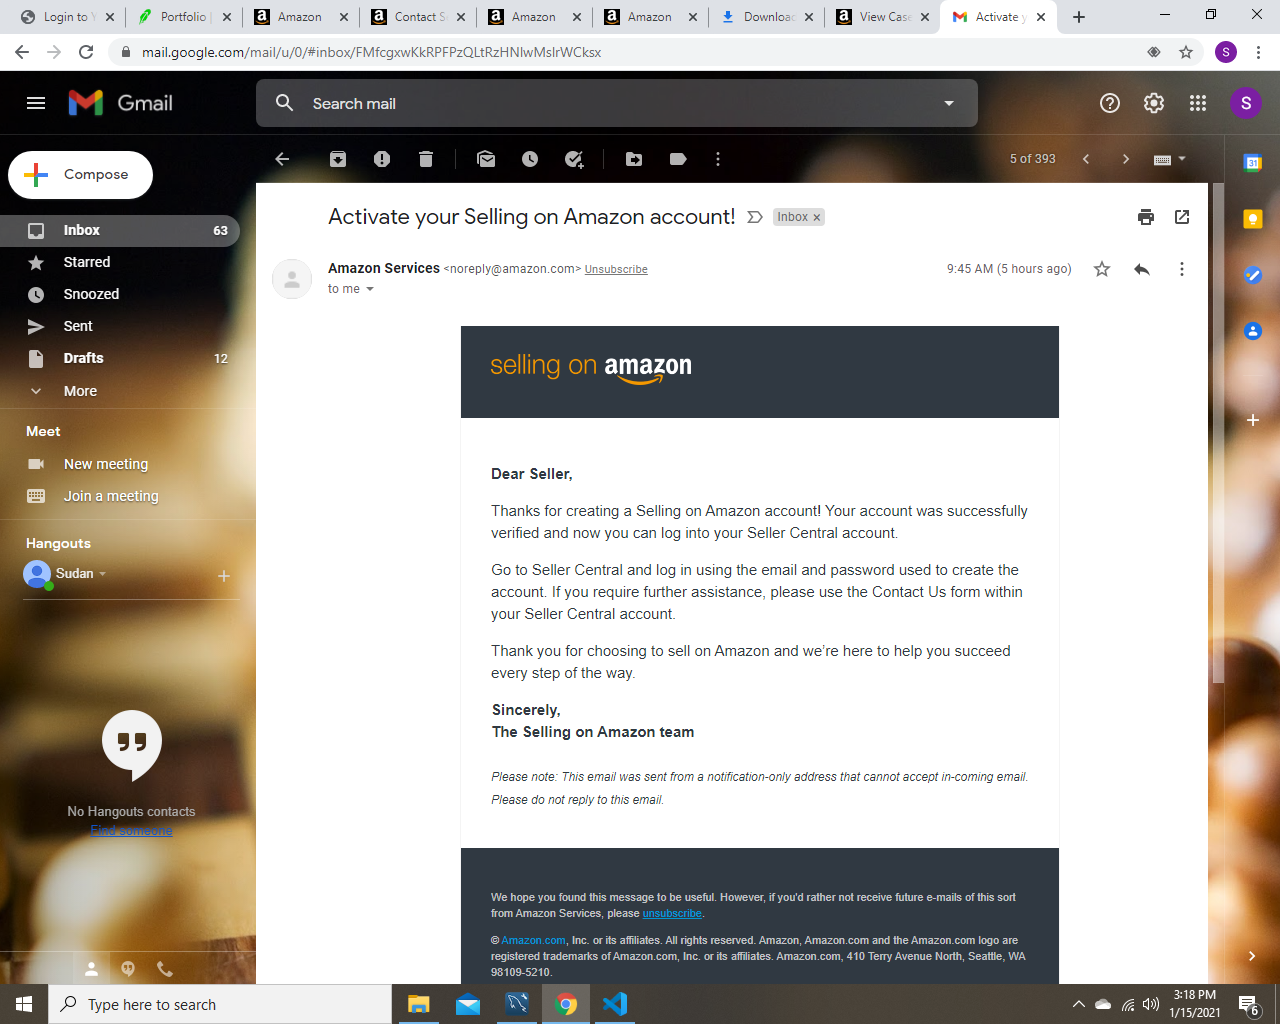 Login to Y
Portfolio |
Amazon
Contact S
Amazon
Amazon
Downloa
View Case
Activate y
mail.google.com/mail/u/0/#inbox/FMfcgxwKkRPFPzQLtRzHNlwMslrWCksx
S
Gmail
Search mail
S
Compose
5 of 393
31
Inbox 63
Starred
Snoozed
Sent
Drafts 12
More
Meet
New meeting
Join a meeting
Hangouts
Sudan
No Hangouts contacts
Find someone
Activate your Selling on Amazon account!
Inbox
Amazon Services <noreply@amazon.com> Unsubscribe
9:45 AM (5 hours ago)
to me
selling on amazon
Dear Seller,
Thanks for creating a Selling on Amazon account! Your account was successfully
verified and now you can log into your Seller Central account.
Go to Seller Central and log in using the email and password used to create the
account. If you require further assistance, please use the Contact Us form within
your Seller Central account.
Thank you for choosing to sell on Amazon and we’re here to help you succeed
every step of the way.
Sincerely,
The Selling on Amazon team
Please note: This email was sent from a notification-only address that cannot accept in-coming email.
Please do not reply to this email.
We hope you found this message to be useful. However, if you'd rather not receive future e-mails of this sort
from Amazon Services, please unsubscribe.
© Amazon.com, Inc. or its affiliates. All rights reserved. Amazon, Amazon.com and the Amazon.com logo are
registered trademarks of Amazon.com, Inc. or its affiliates. Amazon.com, 410 Terry Avenue North, Seattle, WA
98109-5210.
Type here to search
3:18 PM
1/15/2021
6